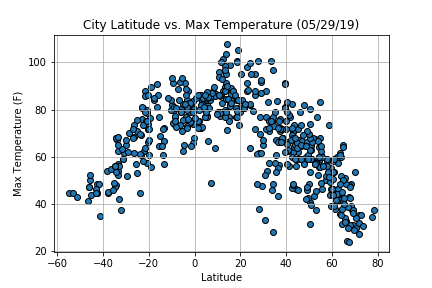 City Latitude vs. Max Temperature (05/29/19)
Max Temperature (F)
100
80
60
40
20
−60 −40 −20 0 20 40 60 80
Latitude